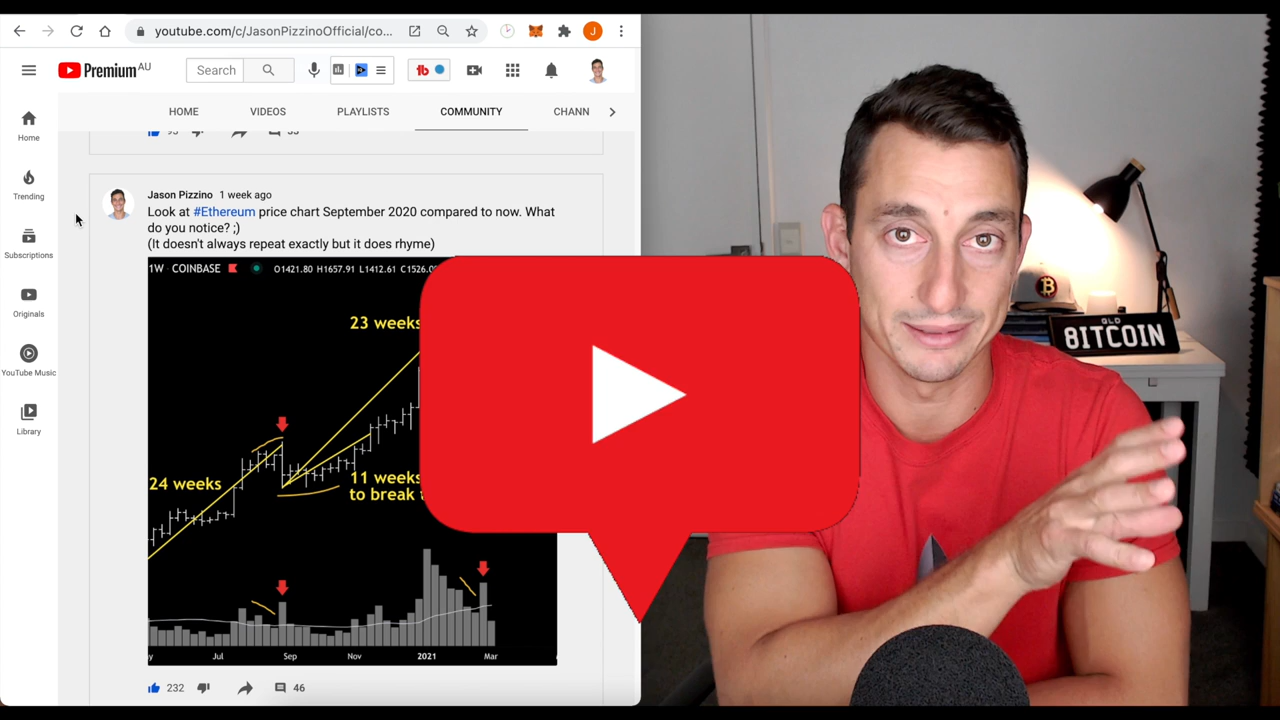 youtube.com/c/JasonPizzinoOfficial/co...
J
Premium AU
Search
tb
HOME
VIDEOS
PLAYLISTS
COMMUNITY
CHANN
Home
Trending
Subscriptions
Originals
YouTube Music
Library
Jason Pizzino 1 week ago
Look at #Ethereum price chart September 2020 compared to now. What
do you notice? ;)
(It doesn't always repeat exactly but it does rhyme)
1W · COINBASE O1421.80 H1657.91 L1412.61
23 weeks
24 weeks
11 weeks
to break
Jul
Sep
Nov
2021
Mar
232
46
QLD
8ITCOIN